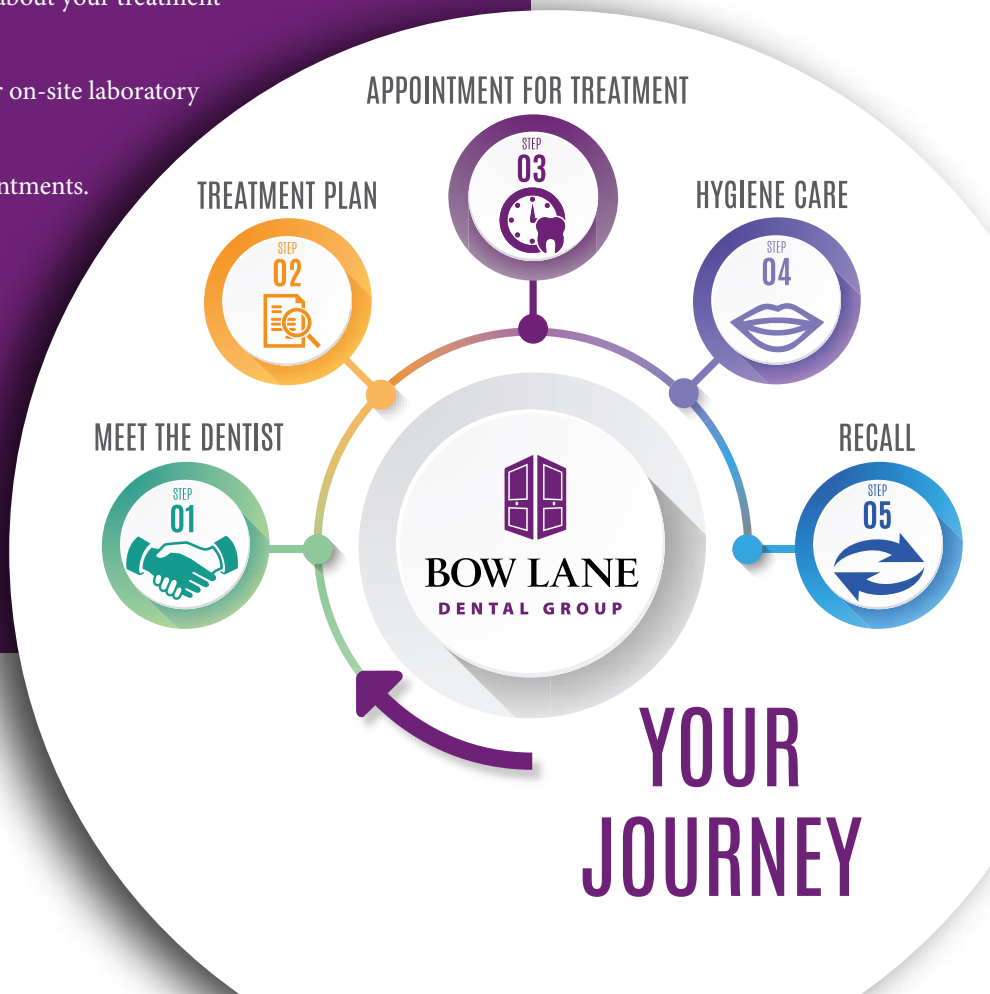 about your treatment
on-site laboratory
APPOINTMENT FOR TREATMENT
STEP
03
TREATMENT PLAN
STEP
02
HYGIENE CARE
STEP
04
MEET THE DENTIST
STEP
01
RECALL
STEP
05
BOW LANE
DENTAL GROUP
YOUR
JOURNEY